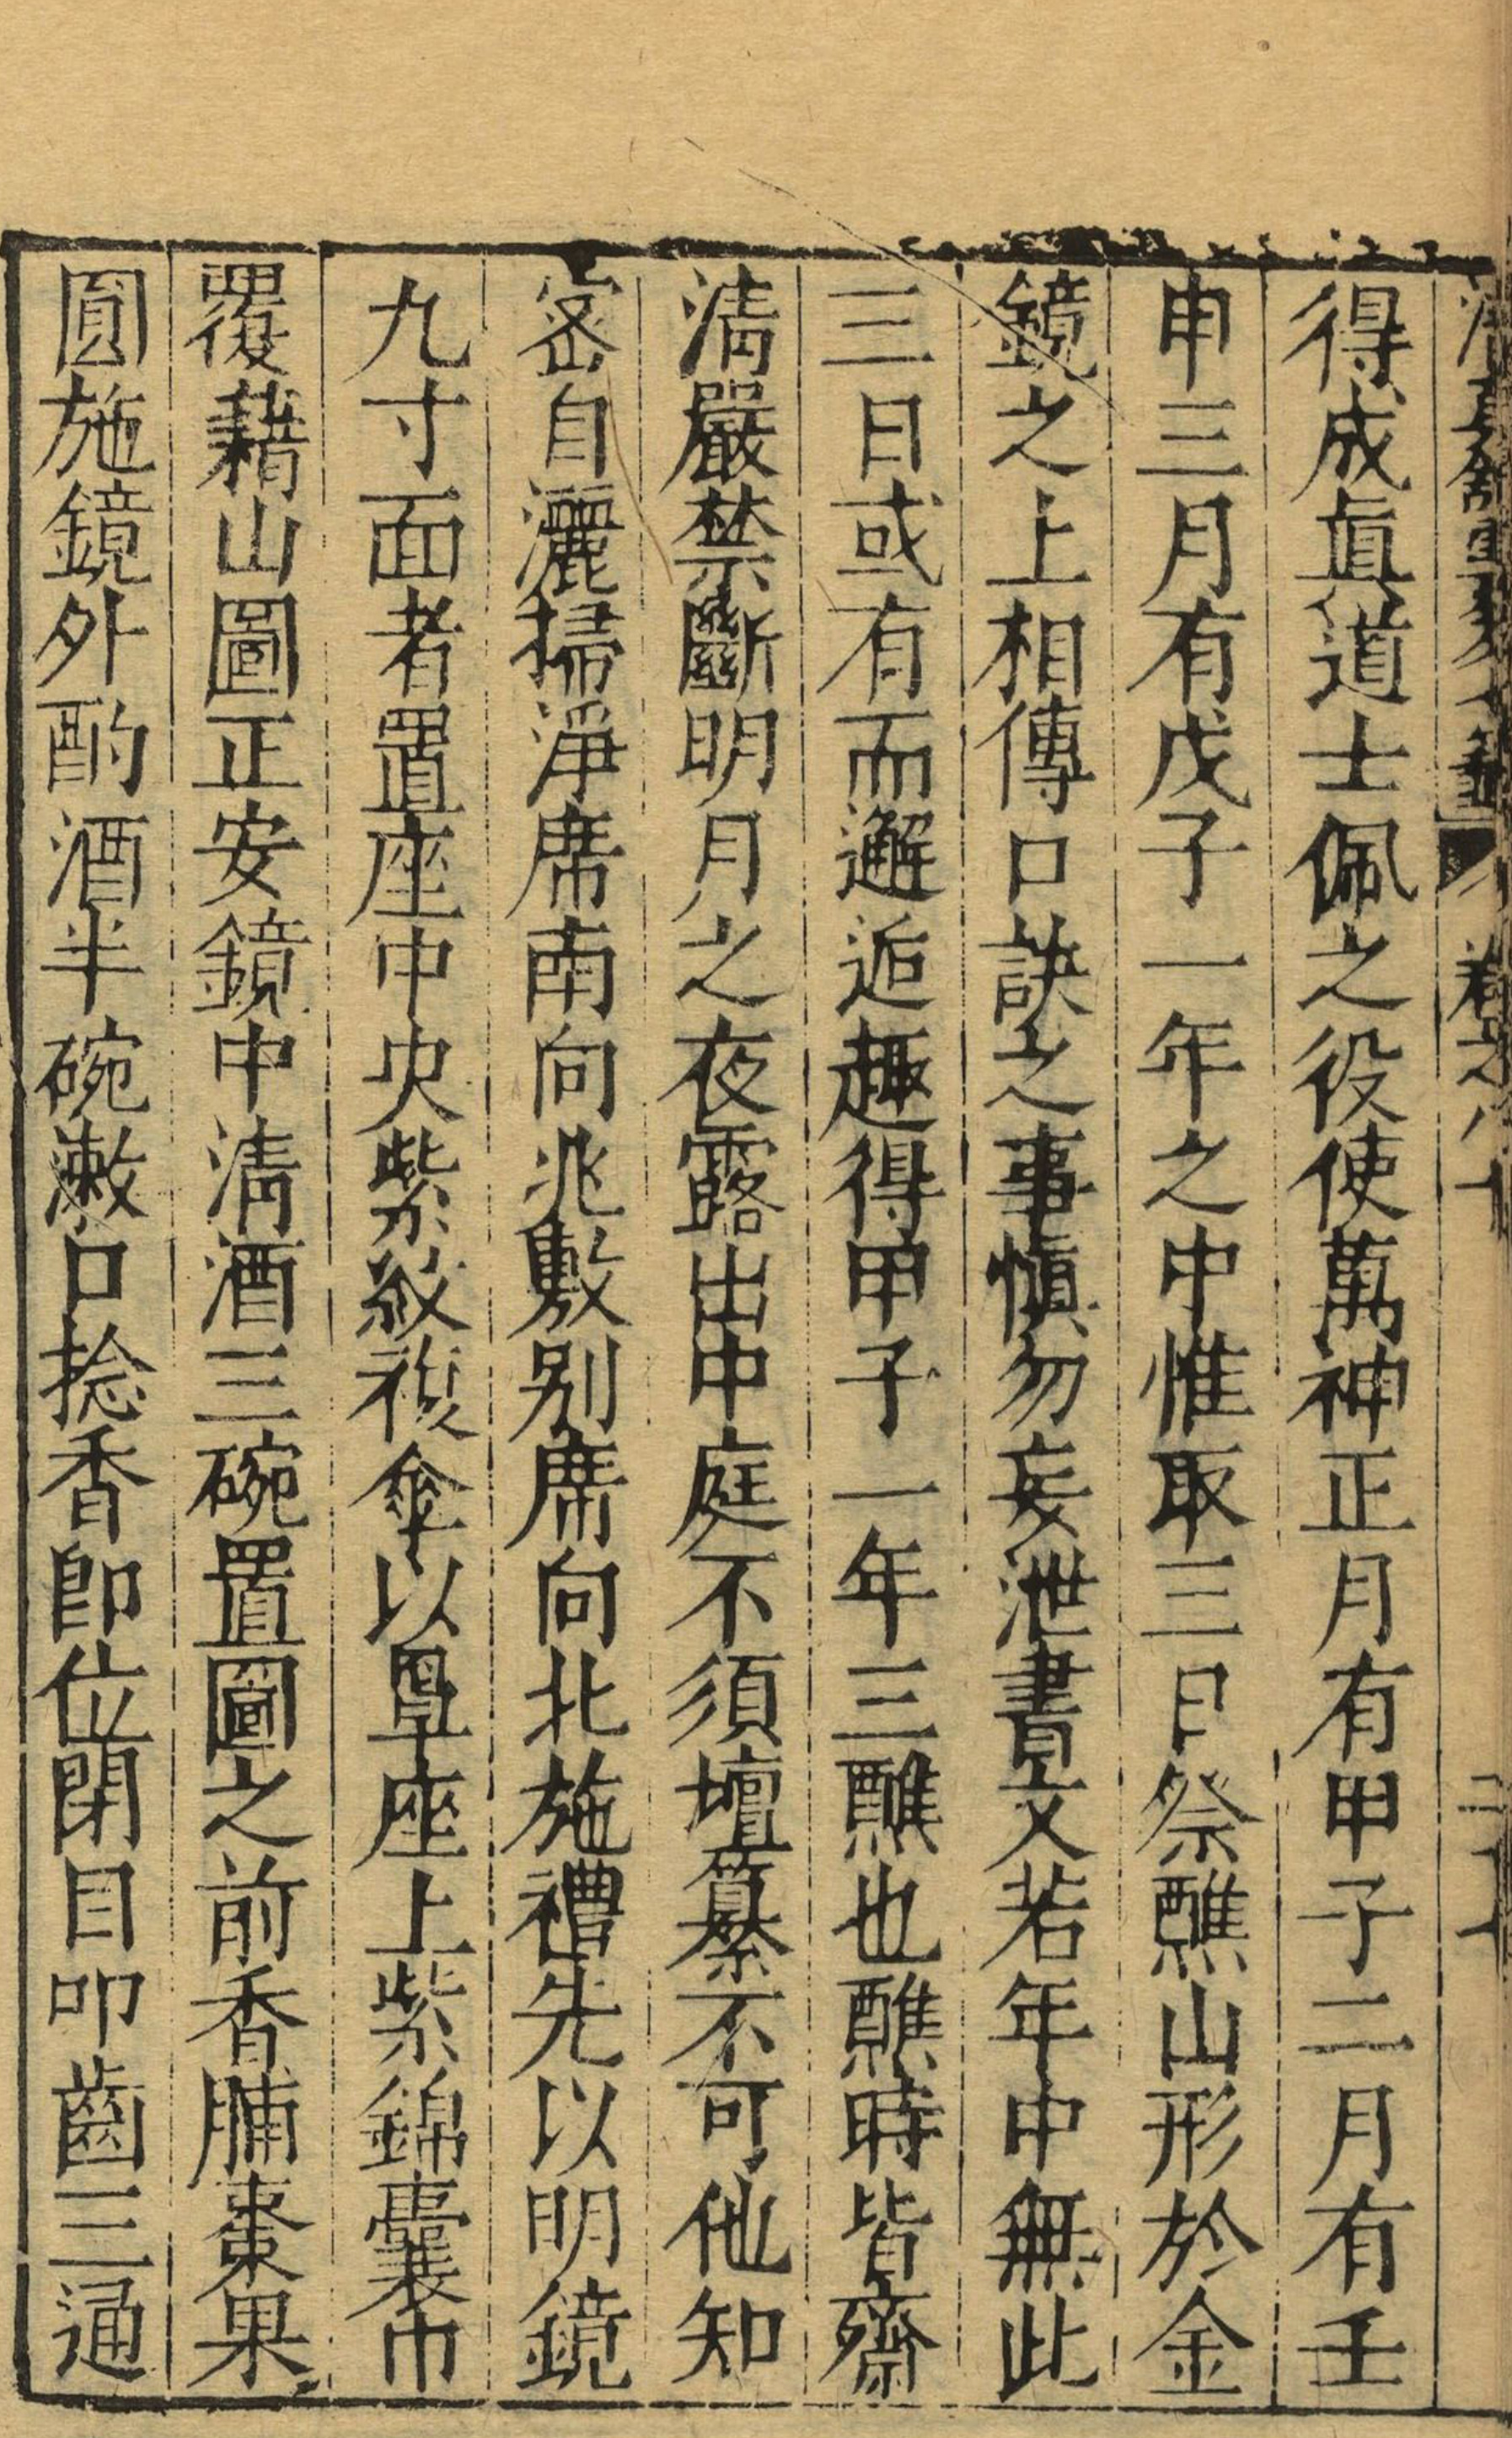 得成眞道士佩之役使萬神正月有甲子二月有壬
申三月有戊子一年之中惟取三日祭醮山形於金
鏡之上相傳口訣之事愼勿妄泄書文若年中無此
三日或有而邂逅趣得甲子一年三醮也醮時皆齋
清嚴禁斷明月之夜露出中庭不須壇纂不可他知
密自灑掃淨席南向兆敷别席向北施禮先以明鏡
九寸面者置座中央紫紋複傘以覃座上紫錦囊巾
覆藉山圖正安鏡中清酒三碗置圖之前香腩棗果
圓施鏡外酌酒半碗漱口捻香卽位閉目叩齒三通